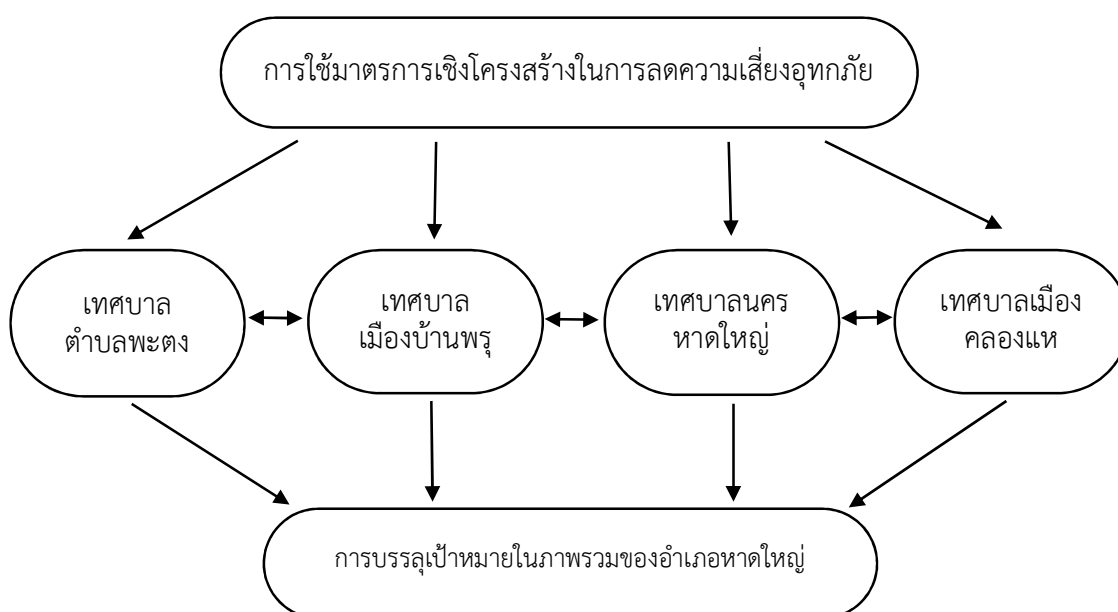 การใช้มาตรการเชิงโครงสร้างในการลดความเสี่ยงอุทกภัย
เทศบาล
ตำบลพะตง
เทศบาล
เมืองบ้านพรุ
เทศบาลนคร
หาดใหญ่
เทศบาลเมือง
คลองแห
การบรรลุเป้าหมายในภาพรวมของอำเภอหาดใหญ่